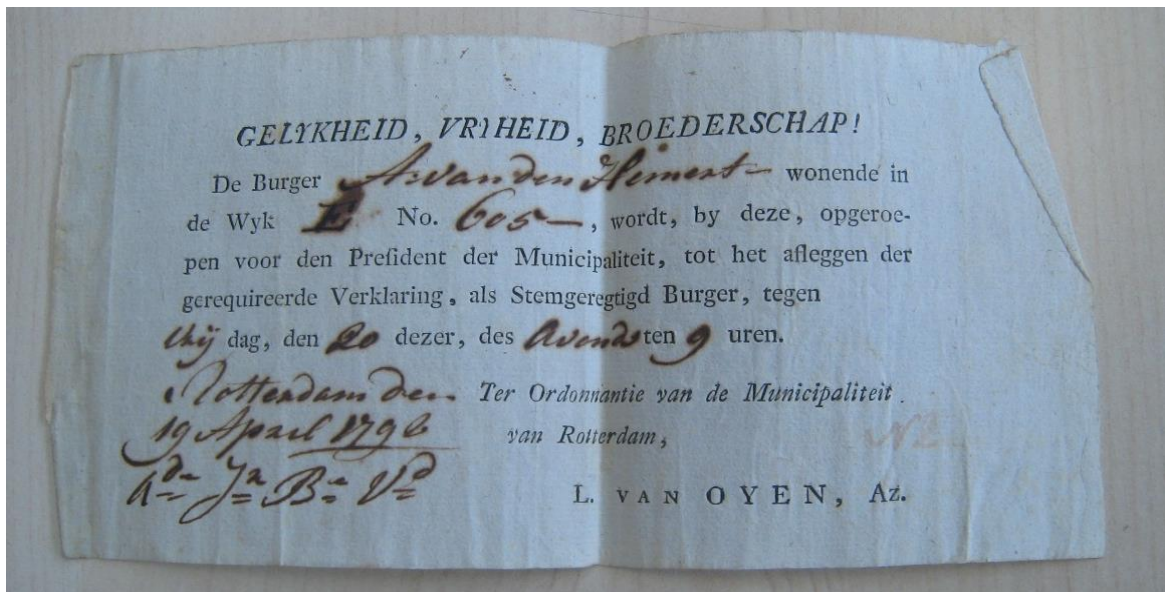 GELYKHEID, VRYHEID, BROEDERSCHAP!
De Burger A: van den Hemert - wonende in
de Wyk E No. 605 -, wordt, by deze, opgeroe-
pen voor den Preſident der Municipaliteit, tot het afleggen der
gerequireerde Verklaring, als Stemgeregtigd Burger, tegen
Vrij dag, den 20 dezer, des Avonds ten 9 uren.
Rotterdam den
19 April 1796
Ter Ordonnantie van de Municipaliteit
van Rotterdam,
L. VAN OYEN, Az.